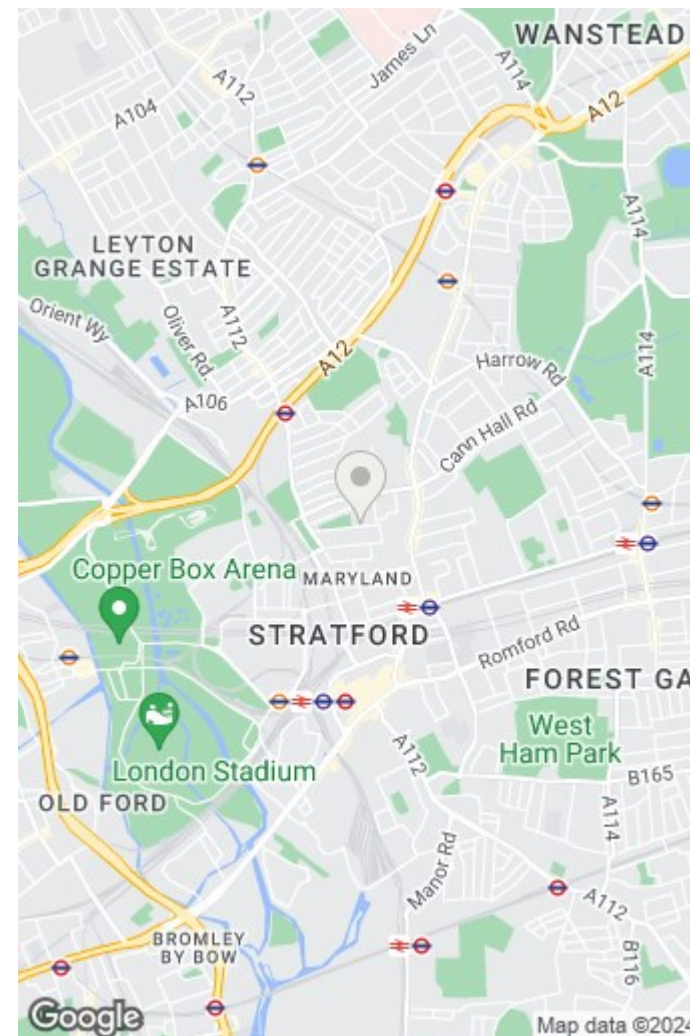 WANSTEAD
James Ln
A114
A112
A12
A104
A114
LEYTON
GRANGE ESTATE
Orient Wy
Oliver Rd.
A112
A12
A114
Harrow Rd
A106
Cann Hall Rd
Copper Box Arena
MARYLAND
STRATFORD
Romford Rd
FOREST GA
West
Ham Park
London Stadium
A112
B165
OLD FORD
A114
Manor Rd
A112
BROMLEY
BY BOW
B116
Google
Map data ©2024